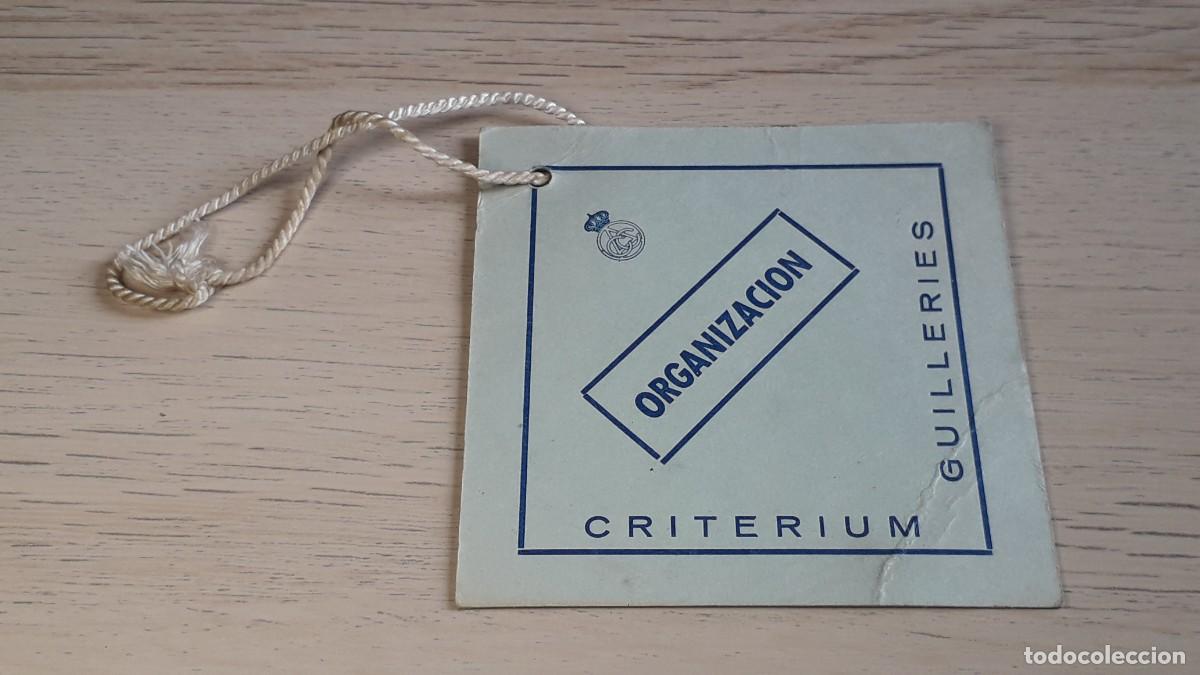 ORGANIZACION
CRITERIUM
GUILLERIES
todocoleccion